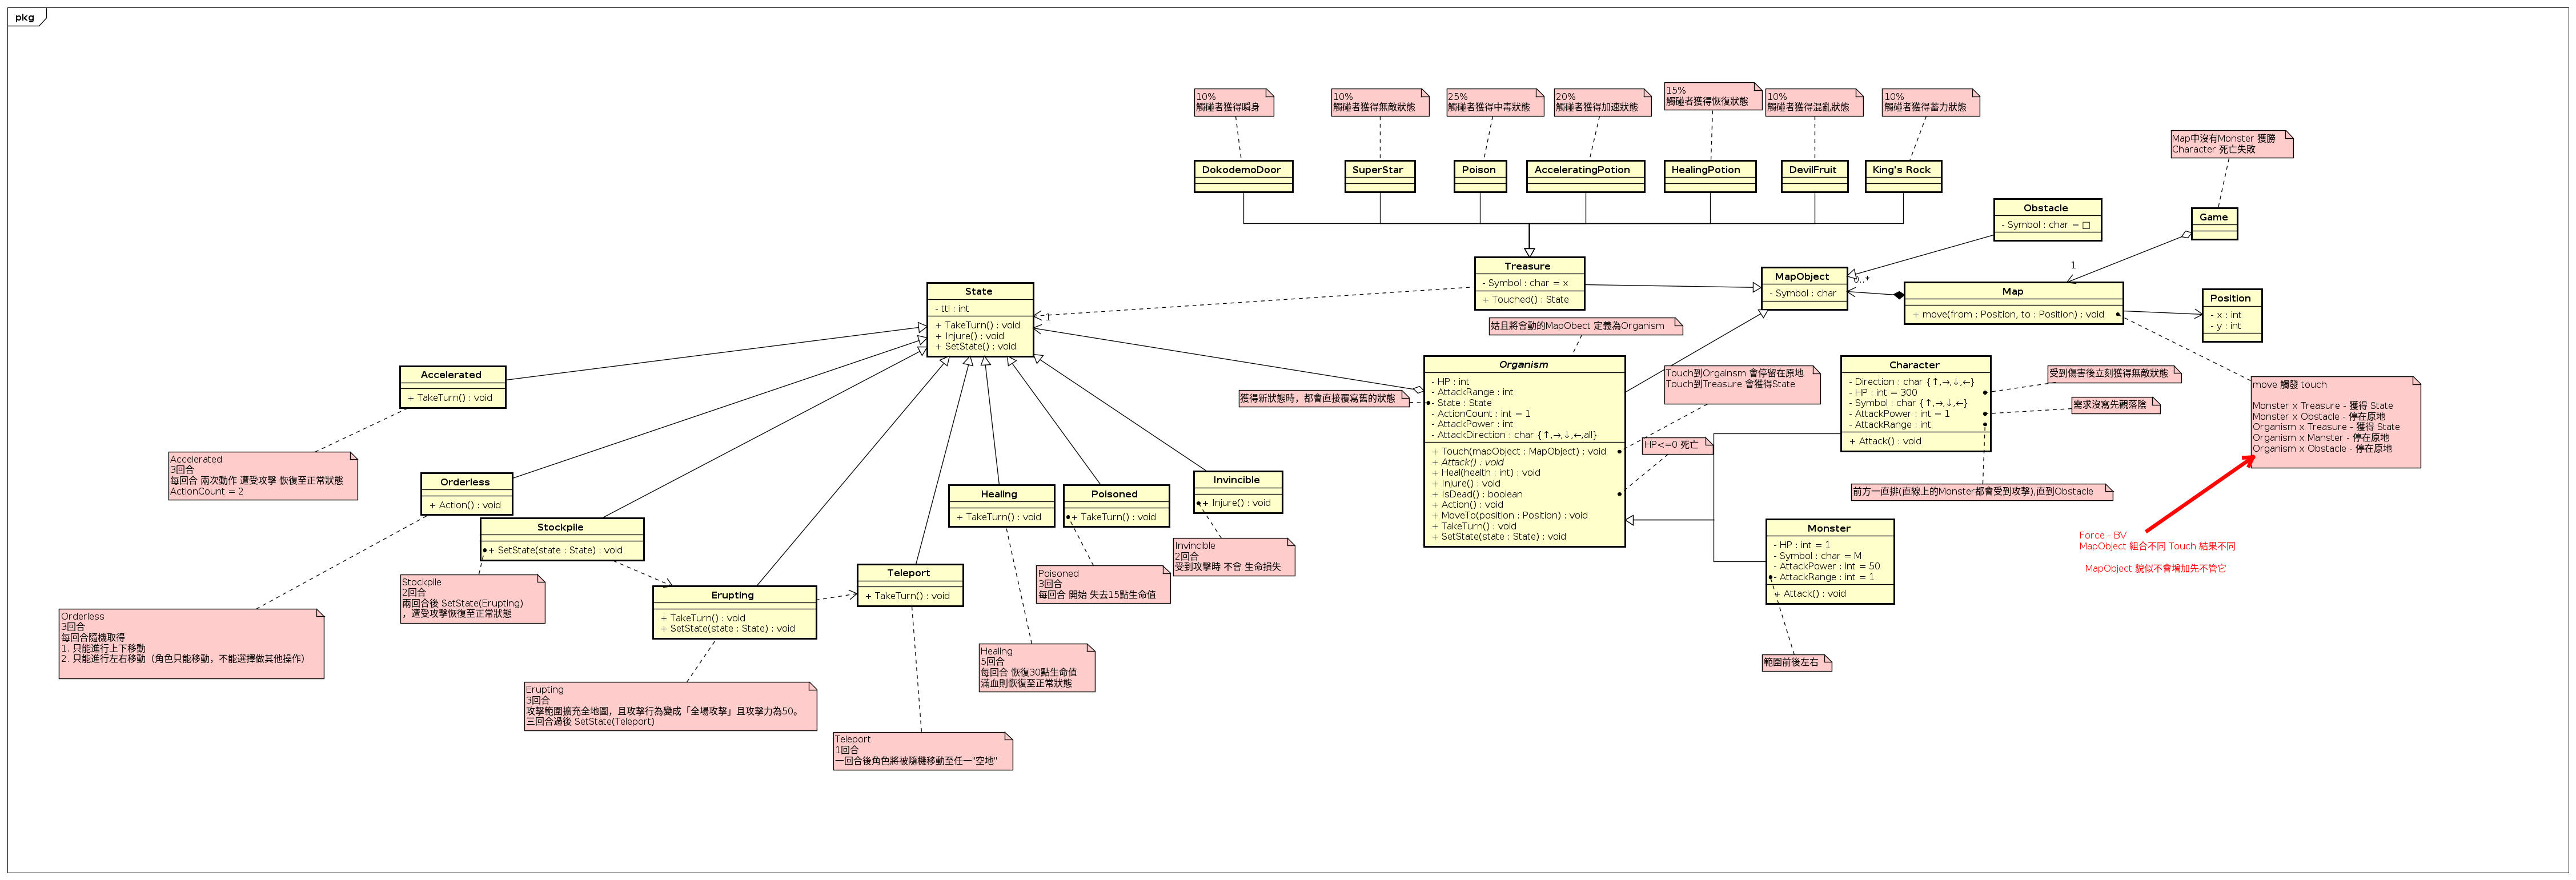 pkg
10%
觸碰者獲得瞬身
10%
觸碰者獲得無敵狀態
25%
觸碰者獲得中毒狀態
20%
觸碰者獲得加速狀態
15%
觸碰者獲得恢復狀態
10%
觸碰者獲得混亂狀態
10%
觸碰者獲得蓄力狀態
Map中沒有Monster 獲勝
Character 死亡失敗
DokodemoDoor
SuperStar
Poison
AcceleratingPotion
HealingPotion
DevilFruit
King's Rock
Obstacle
- Symbol : char = □
Game
1
Treasure
- Symbol : char = x
+ Touched() : State
MapObject
- Symbol : char
0..*
Map
+ move(from : Position, to : Position) : void
Position
- x : int
- y : int
State
- ttl : int
+ TakeTurn() : void
+ Injure() : void
+ SetState() : void
1
姑且將會動的MapObect 定義為Organism
Organism
- HP : int
- AttackRange : int
- State : State
- ActionCount : int = 1
- AttackPower : int
- AttackDirection : char {↑,→,↓,←,all}
+ Touch(mapObject : MapObject) : void
+ Attack() : void
+ Heal(health : int) : void
+ Injure() : void
+ IsDead() : boolean
+ Action() : void
+ MoveTo(position : Position) : void
+ TakeTurn() : void
+ SetState(state : State) : void
獲得新狀態時，都會直接覆寫舊的狀態
Touch到Orgainsm 會停留在原地
Touch到Treasure 會獲得State
HP<=0 死亡
Character
- Direction : char {↑,→,↓,←}
- HP : int = 300
- Symbol : char {↑,→,↓,←}
- AttackPower : int = 1
- AttackRange : int
+ Attack() : void
受到傷害後立刻獲得無敵狀態
需求沒寫先觀落陰
前方一直排(直線上的Monster都會受到攻擊),直到Obstacle
move 觸發 touch
Monster x Treasure - 獲得 State
Monster x Obstacle - 停在原地
Organism x Treasure - 獲得 State
Organism x Manster - 停在原地
Organism x Obstacle - 停在原地
Force - BV
MapObject 組合不同 Touch 結果不同
MapObject 貌似不會增加先不管它
Monster
- HP : int = 1
- Symbol : char = M
- AttackPower : int = 50
- AttackRange : int = 1
+ Attack() : void
範圍前後左右
Accelerated
+ TakeTurn() : void
Accelerated
3回合
每回合 兩次動作 遭受攻擊 恢復至正常狀態
ActionCount = 2
Orderless
+ Action() : void
Orderless
3回合
每回合隨機取得
1. 只能進行上下移動
2. 只能進行左右移動（角色只能移動，不能選擇做其他操作）
Stockpile
+ SetState(state : State) : void
Stockpile
2回合
兩回合後 SetState(Erupting)
，遭受攻擊恢復至正常狀態
Erupting
+ TakeTurn() : void
+ SetState(state : State) : void
Erupting
3回合
攻擊範圍擴充全地圖，且攻擊行為變成「全場攻擊」且攻擊力為50。
三回合過後 SetState(Teleport)
Teleport
+ TakeTurn() : void
Teleport
1回合
一回合後角色將被隨機移動至任一"空地"
Healing
+ TakeTurn() : void
Healing
5回合
每回合 恢復30點生命值
滿血則恢復至正常狀態
Poisoned
+ TakeTurn() : void
Poisoned
3回合
每回合 開始 失去15點生命值
Invincible
+ Injure() : void
Invincible
2回合
受到攻擊時 不會 生命損失